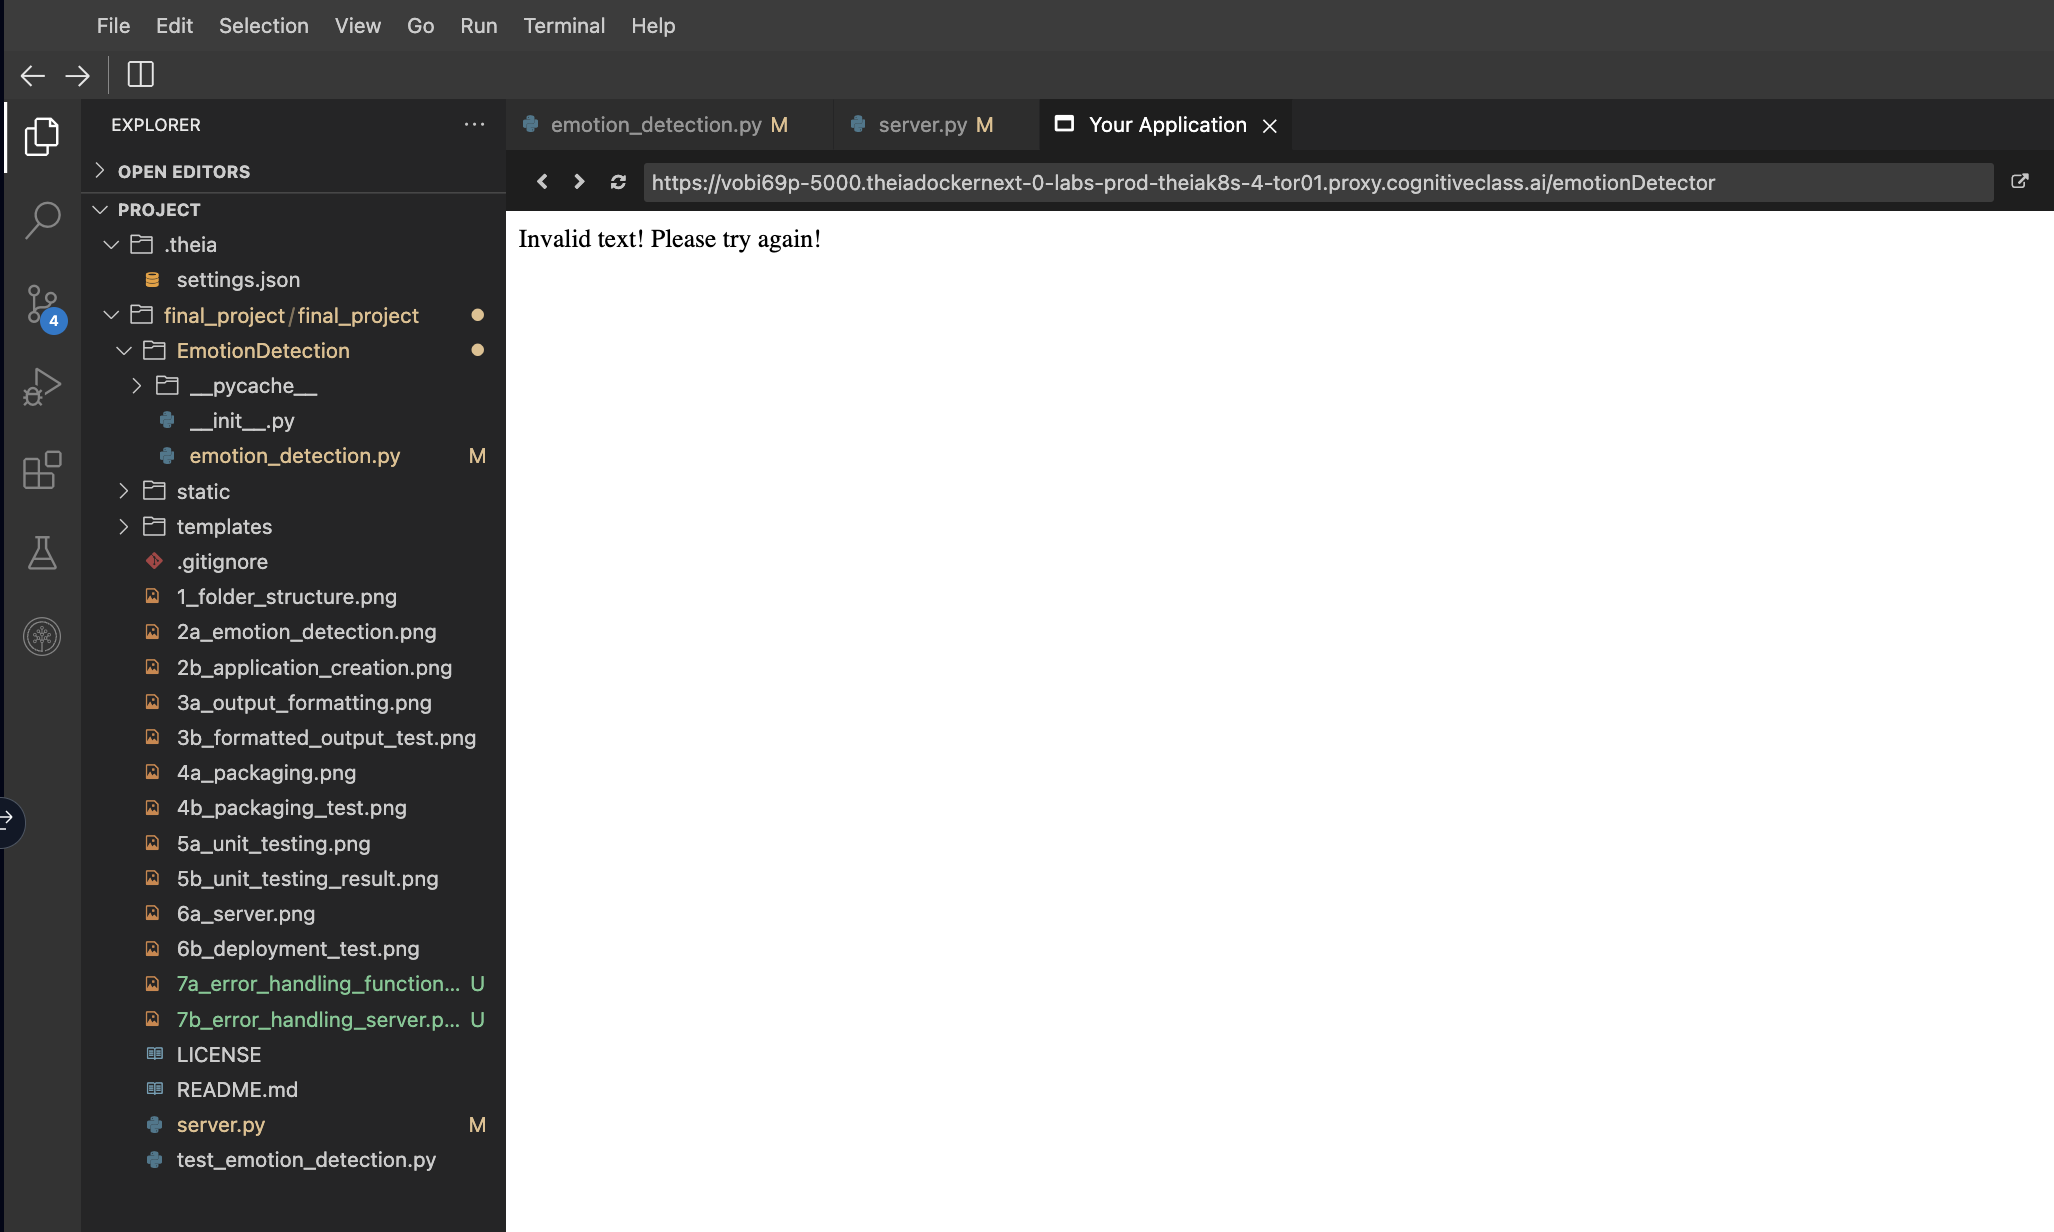 File Edit Selection View Go Run Terminal Help
EXPLORER ...
OPEN EDITORS
PROJECT
.theia
settings.json
final_project / final_project
EmotionDetection
__pycache__
__init__.py
emotion_detection.py M
static
templates
.gitignore
1_folder_structure.png
2a_emotion_detection.png
2b_application_creation.png
3a_output_formatting.png
3b_formatted_output_test.png
4a_packaging.png
4b_packaging_test.png
5a_unit_testing.png
5b_unit_testing_result.png
6a_server.png
6b_deployment_test.png
7a_error_handling_function... U
7b_error_handling_server.p... U
LICENSE
README.md
server.py M
test_emotion_detection.py
4
emotion_detection.py M server.py M Your Application
https://vobi69p-5000.theiadockernext-0-labs-prod-theiak8s-4-tor01.proxy.cognitiveclass.ai/emotionDetector
Invalid text! Please try again!